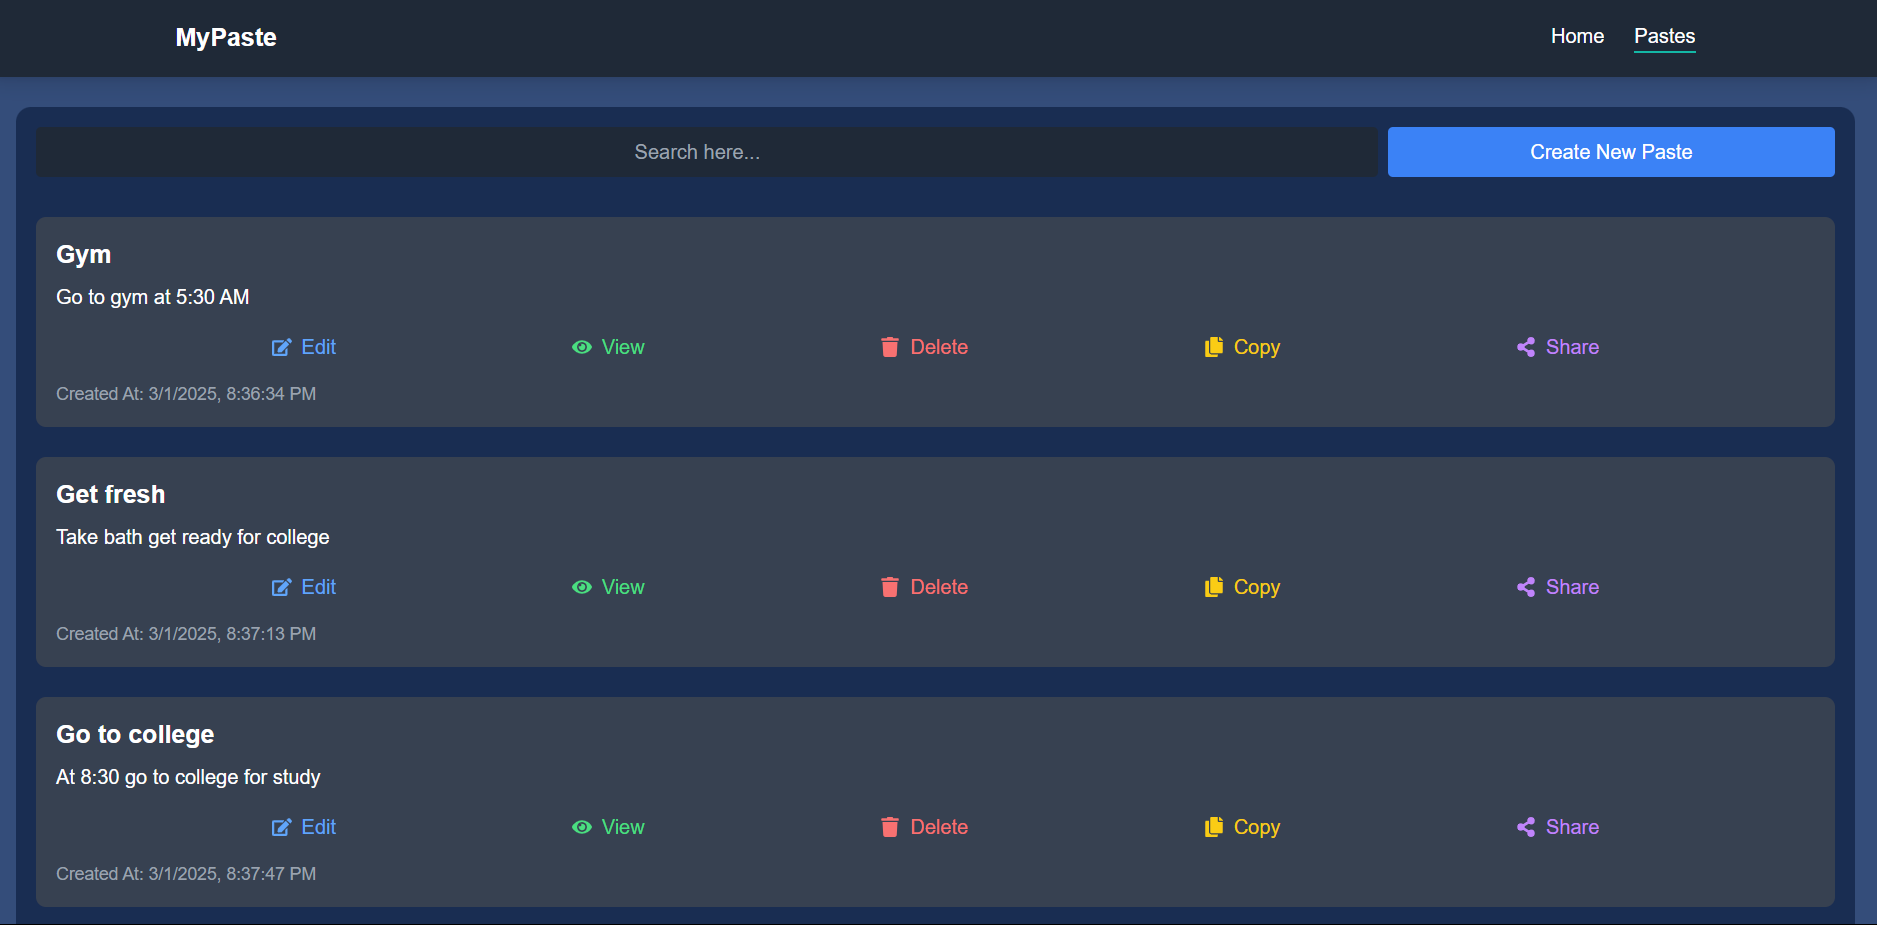 MyPaste Home Pastes
Search here... Create New Paste
Gym
Go to gym at 5:30 AM
Edit View Delete Copy Share
Created At: 3/1/2025, 8:36:34 PM
Get fresh
Take bath get ready for college
Edit View Delete Copy Share
Created At: 3/1/2025, 8:37:13 PM
Go to college
At 8:30 go to college for study
Edit View Delete Copy Share
Created At: 3/1/2025, 8:37:47 PM